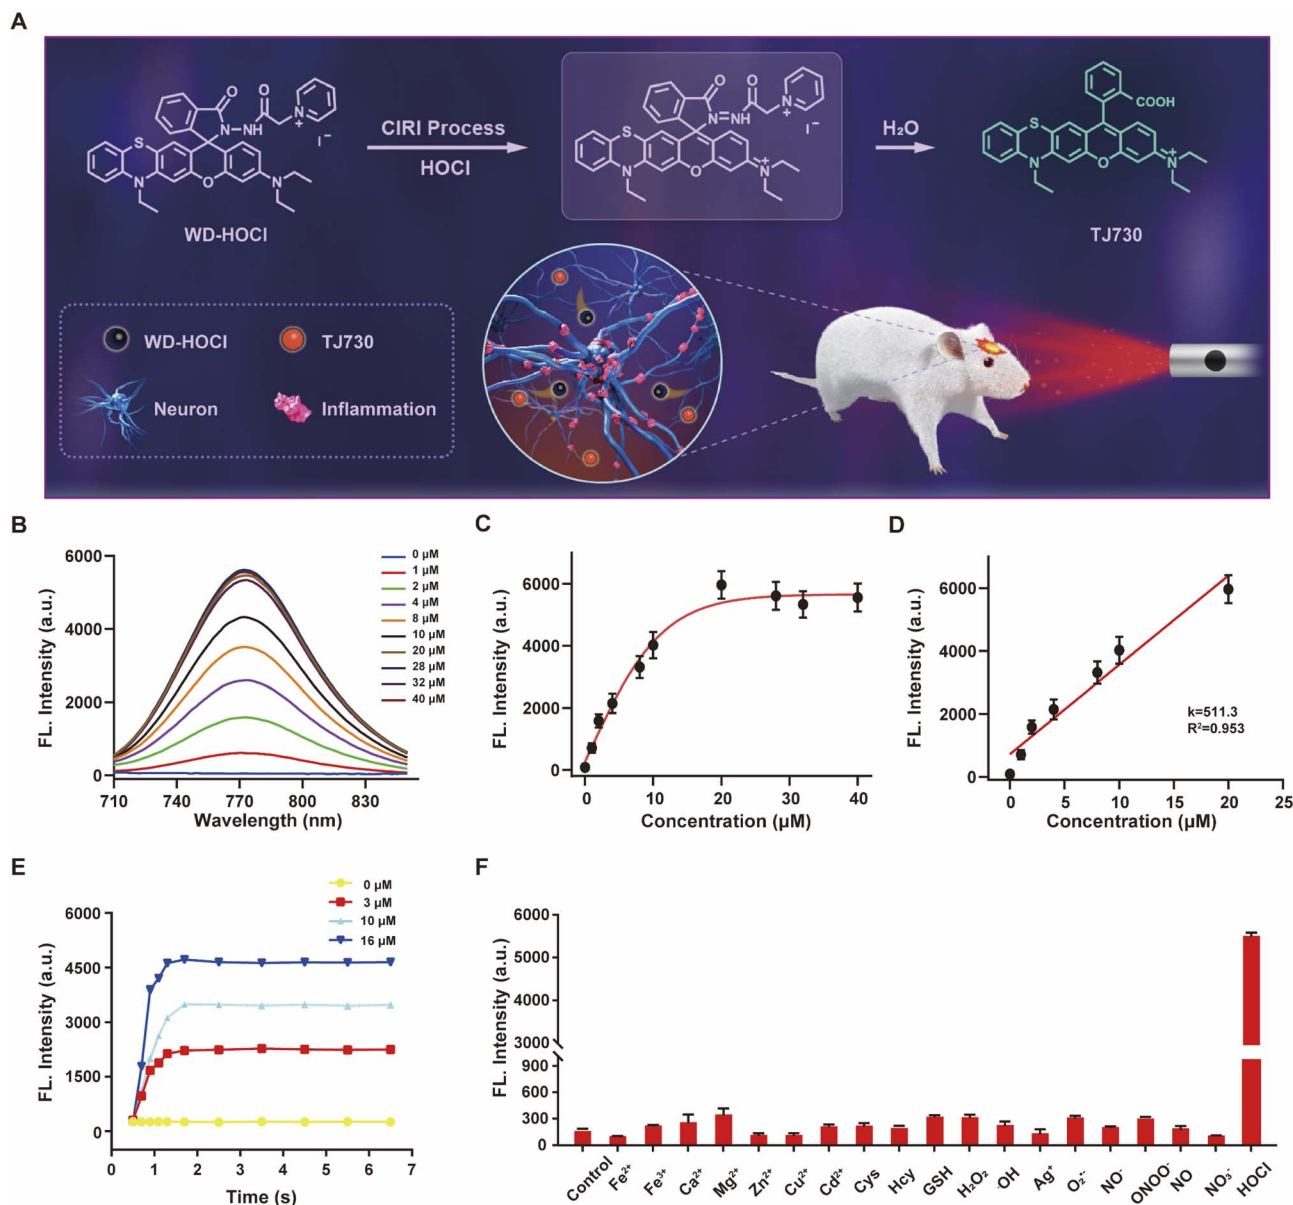 A
O
O
N-NH
N
+
I⁻
S
N
O
N
WD-HOCl
CIRI Process
HOCl
O
O
N=NH
N
+
I⁻
S
N
O
N
+
H₂O
COOH
S
N
O
N
+
TJ730
WD-HOCl
TJ730
Neuron
Inflammation
B
FL. Intensity (a.u.)
6000
4000
2000
0
710
740
770
800
830
Wavelength (nm)
0 μM
1 μM
2 μM
4 μM
8 μM
10 μM
20 μM
28 μM
32 μM
40 μM
C
FL. Intensity (a.u.)
6000
4000
2000
0
0
10
20
30
40
Concentration (μM)
D
FL. Intensity (a.u.)
6000
4000
2000
0
k=511.3
R²=0.953
0
5
10
15
20
25
Concentration (μM)
E
0 μM
3 μM
10 μM
16 μM
FL. Intensity (a.u.)
6000
4500
3000
1500
0
0
1
2
3
4
5
6
7
Time (s)
F
FL. Intensity (a.u.)
6000
5000
4000
3000
900
600
300
0
Control
Fe²⁺
Fe³⁺
Ca²⁺
Mg²⁺
Zn²⁺
Cu²⁺
Cd²⁺
Cys
Hcy
GSH
H₂O₂
·OH
Ag⁺
O₂·⁻
NO⁻
ONOO⁻
NO
NO₃⁻
HOCl